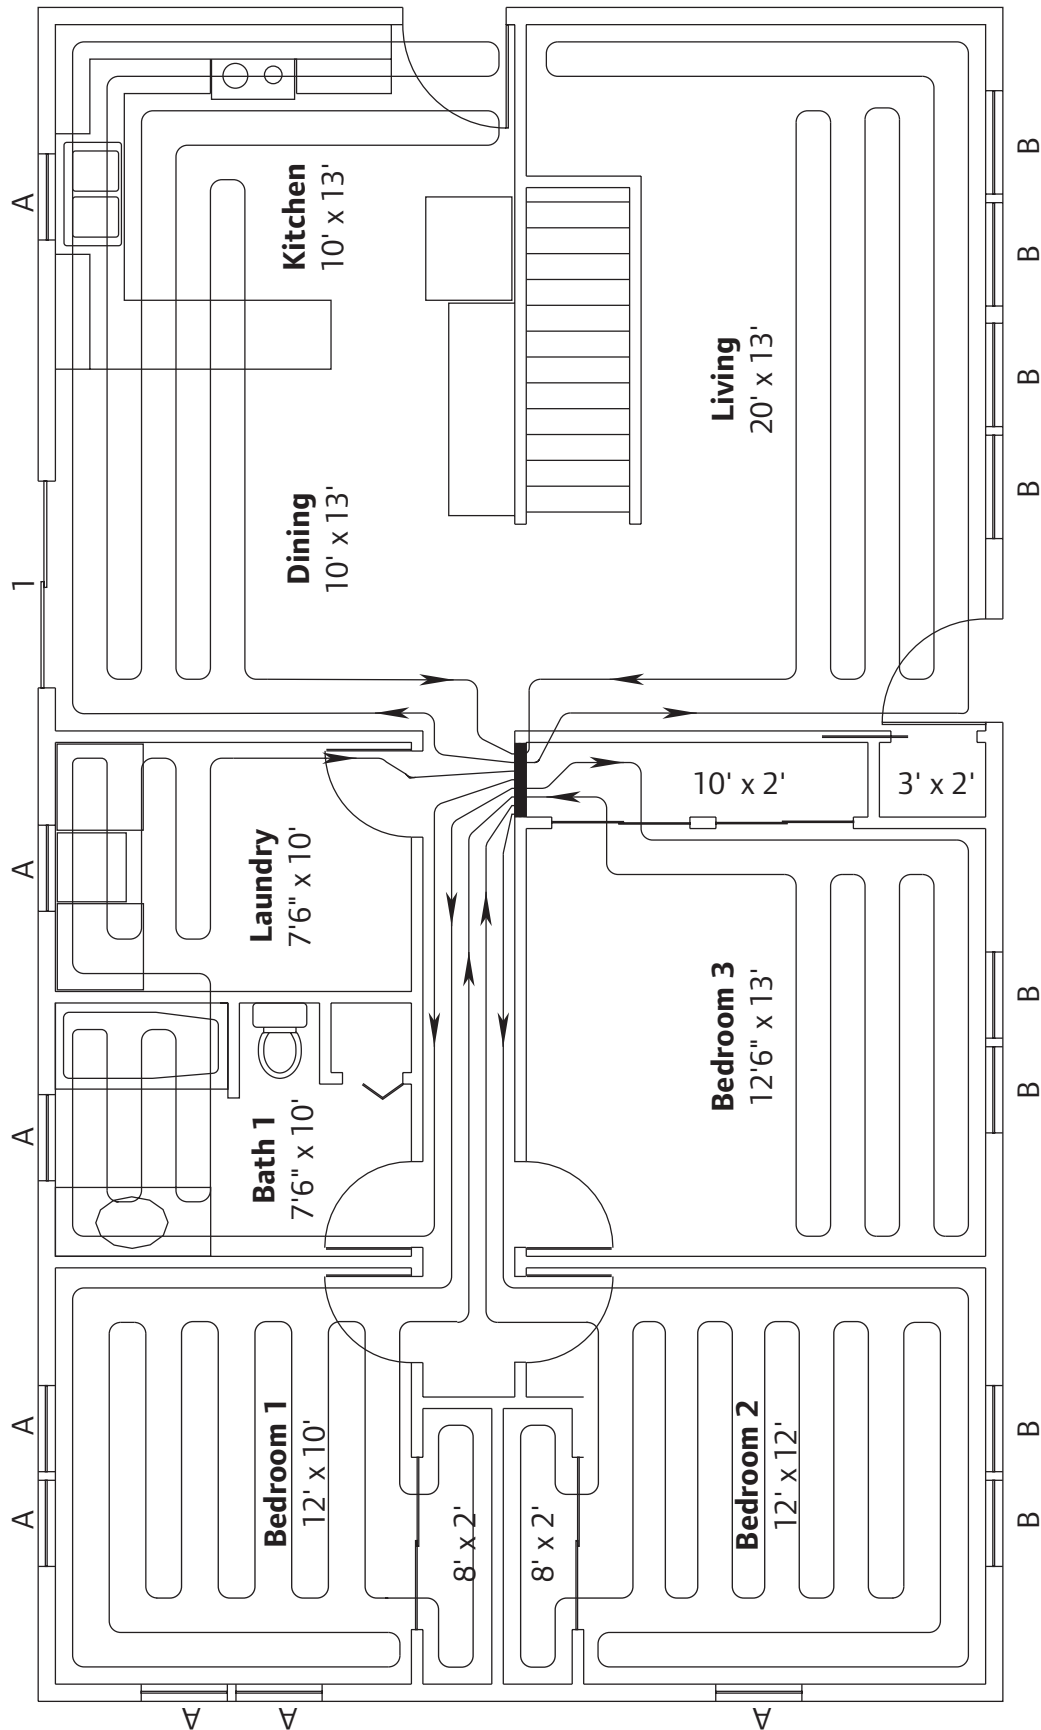 A
A
1
A
A
A
A
Kitchen
10' x 13'
Dining
10' x 13'
Laundry
7'6" x 10'
Bath 1
7'6" x 10'
Bedroom 1
12' x 10'
8' x 2'
8' x 2'
Living
20' x 13'
10' x 2'
3' x 2'
Bedroom 3
12'6" x 13'
Bedroom 2
12' x 12'
B
B
B
B
B
B
B
B
A
A